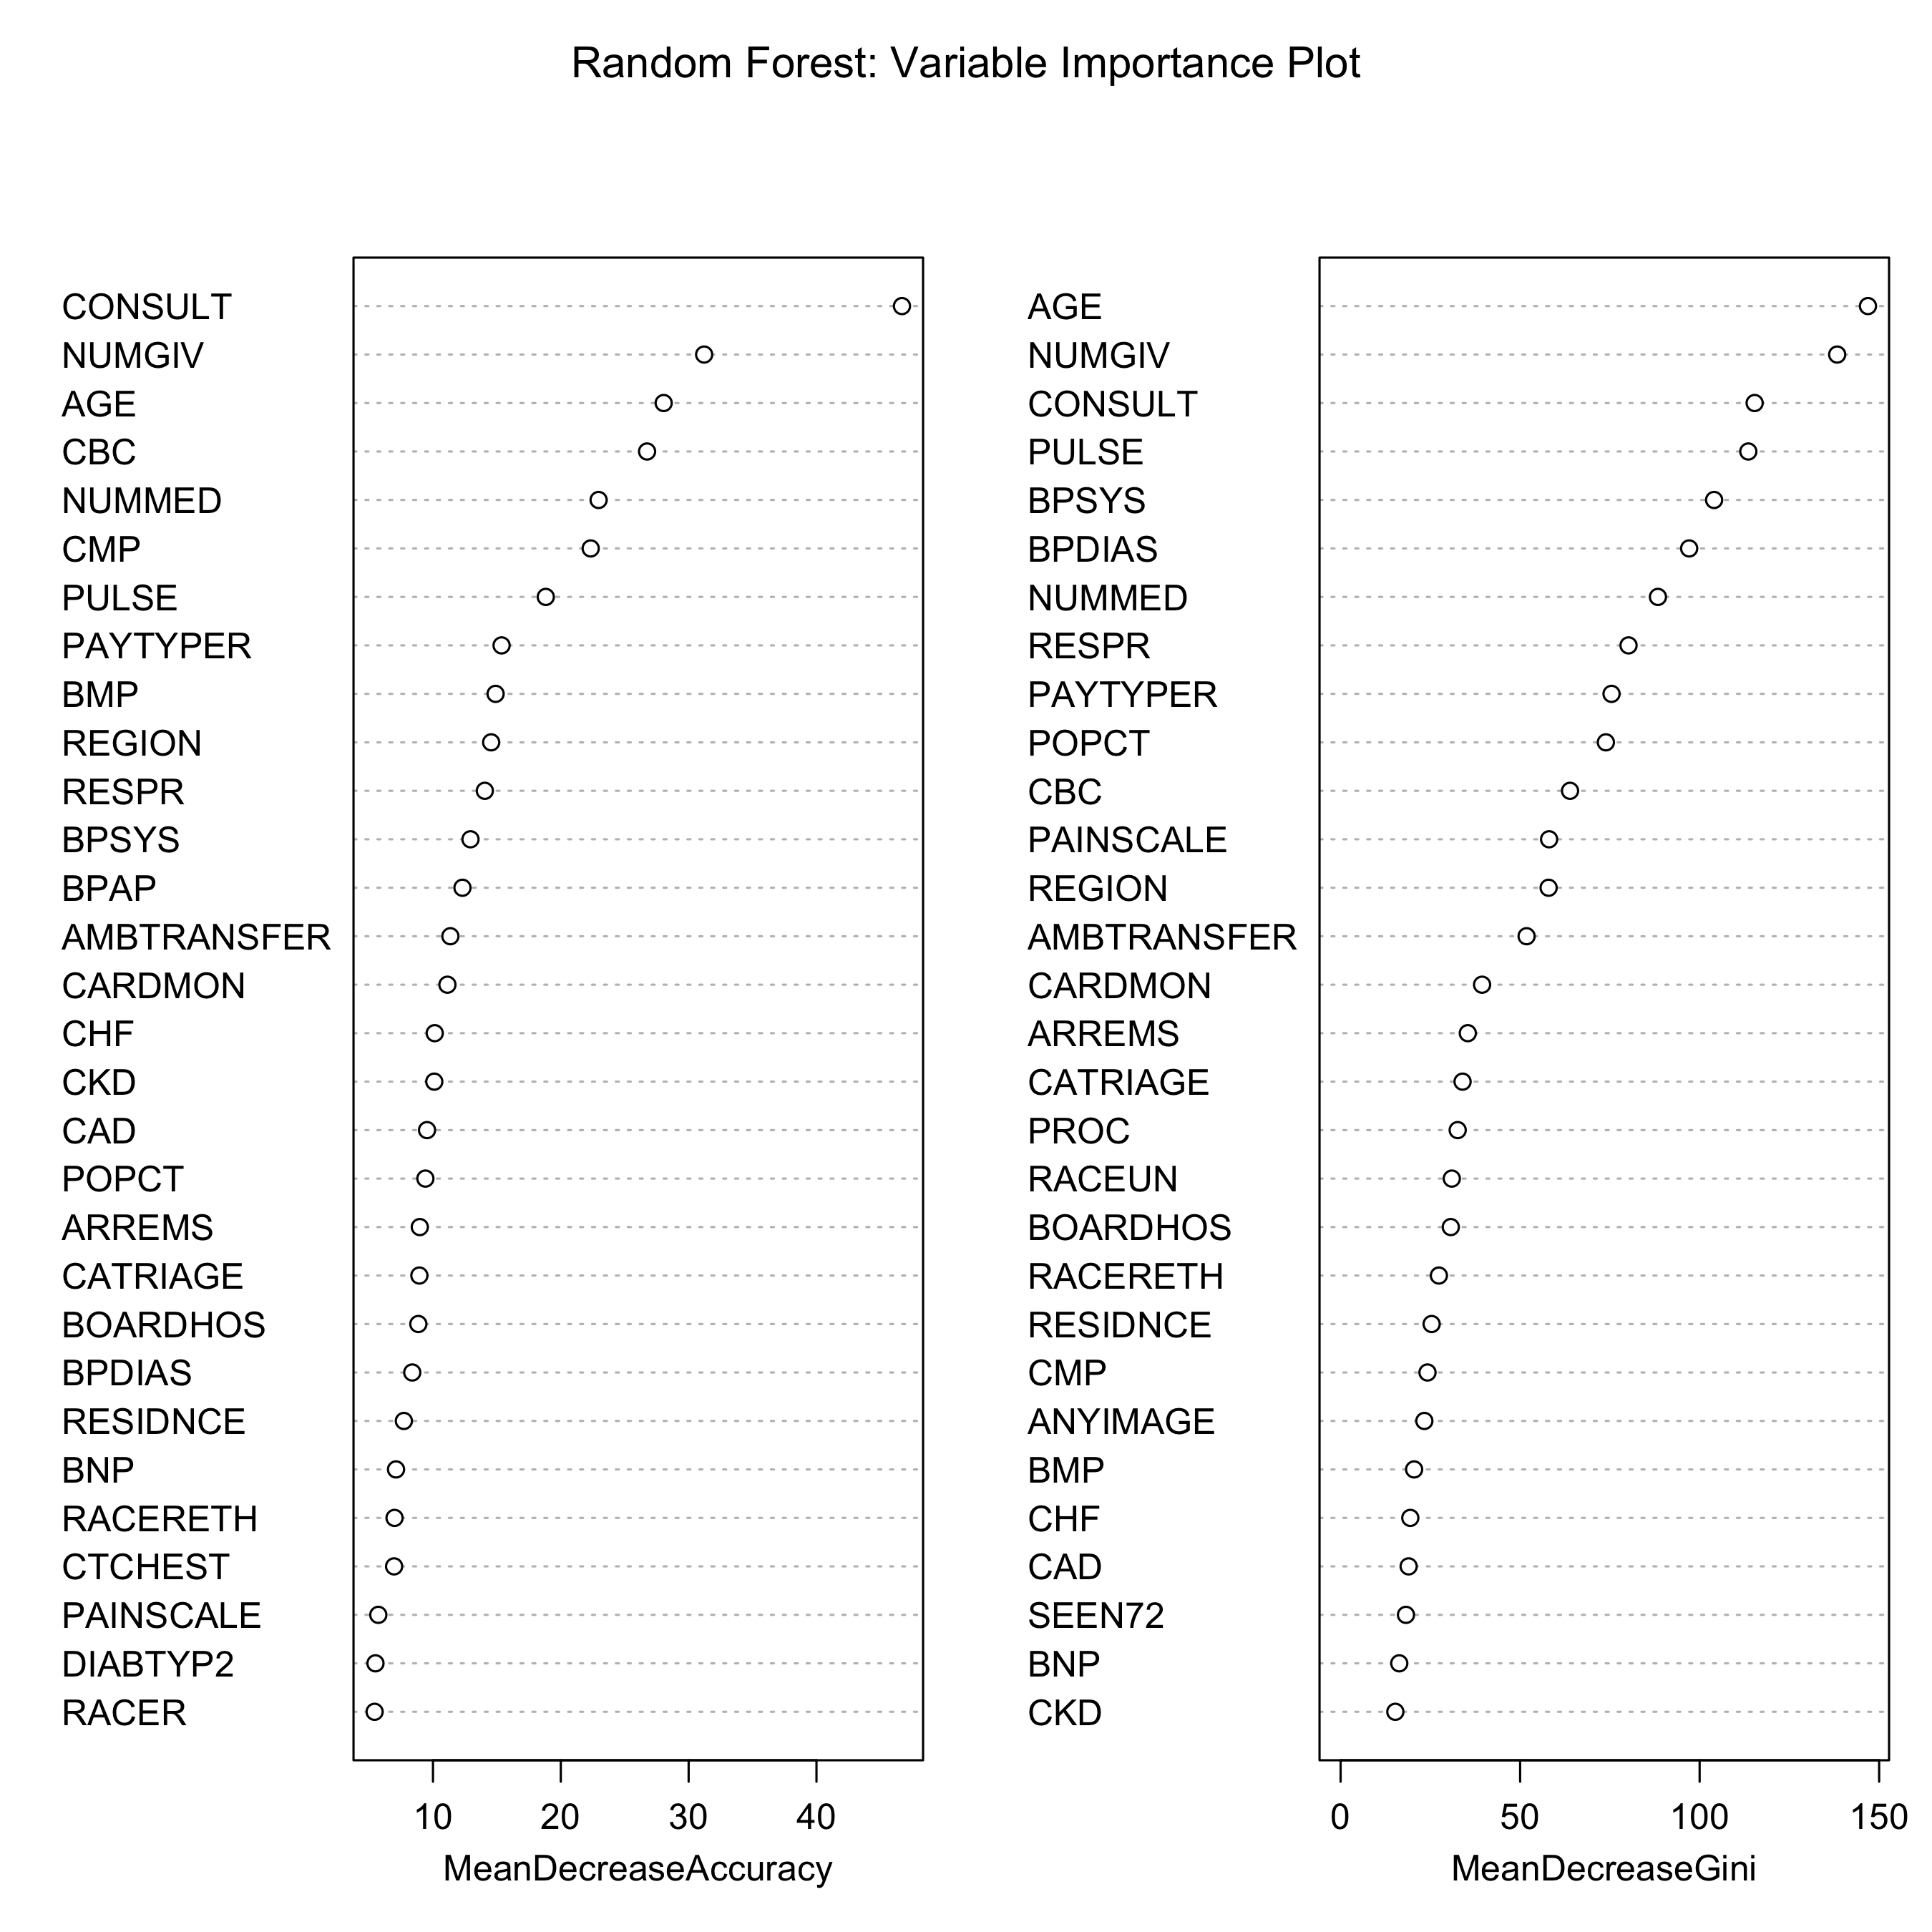 Random Forest: Variable Importance Plot
CONSULT
NUMGIV
AGE
CBC
NUMMED
CMP
PULSE
PAYTYPER
BMP
REGION
RESPR
BPSYS
BPAP
AMBTRANSFER
CARDMON
CHF
CKD
CAD
POPCT
ARREMS
CATRIAGE
BOARDHOS
BPDIAS
RESIDNCE
BNP
RACERETH
CTCHEST
PAINSCALE
DIABTYP2
RACER
10 20 30 40
MeanDecreaseAccuracy
AGE
NUMGIV
CONSULT
PULSE
BPSYS
BPDIAS
NUMMED
RESPR
PAYTYPER
POPCT
CBC
PAINSCALE
REGION
AMBTRANSFER
CARDMON
ARREMS
CATRIAGE
PROC
RACEUN
BOARDHOS
RACERETH
RESIDNCE
CMP
ANYIMAGE
BMP
CHF
CAD
SEEN72
BNP
CKD
0 50 100 150
MeanDecreaseGini